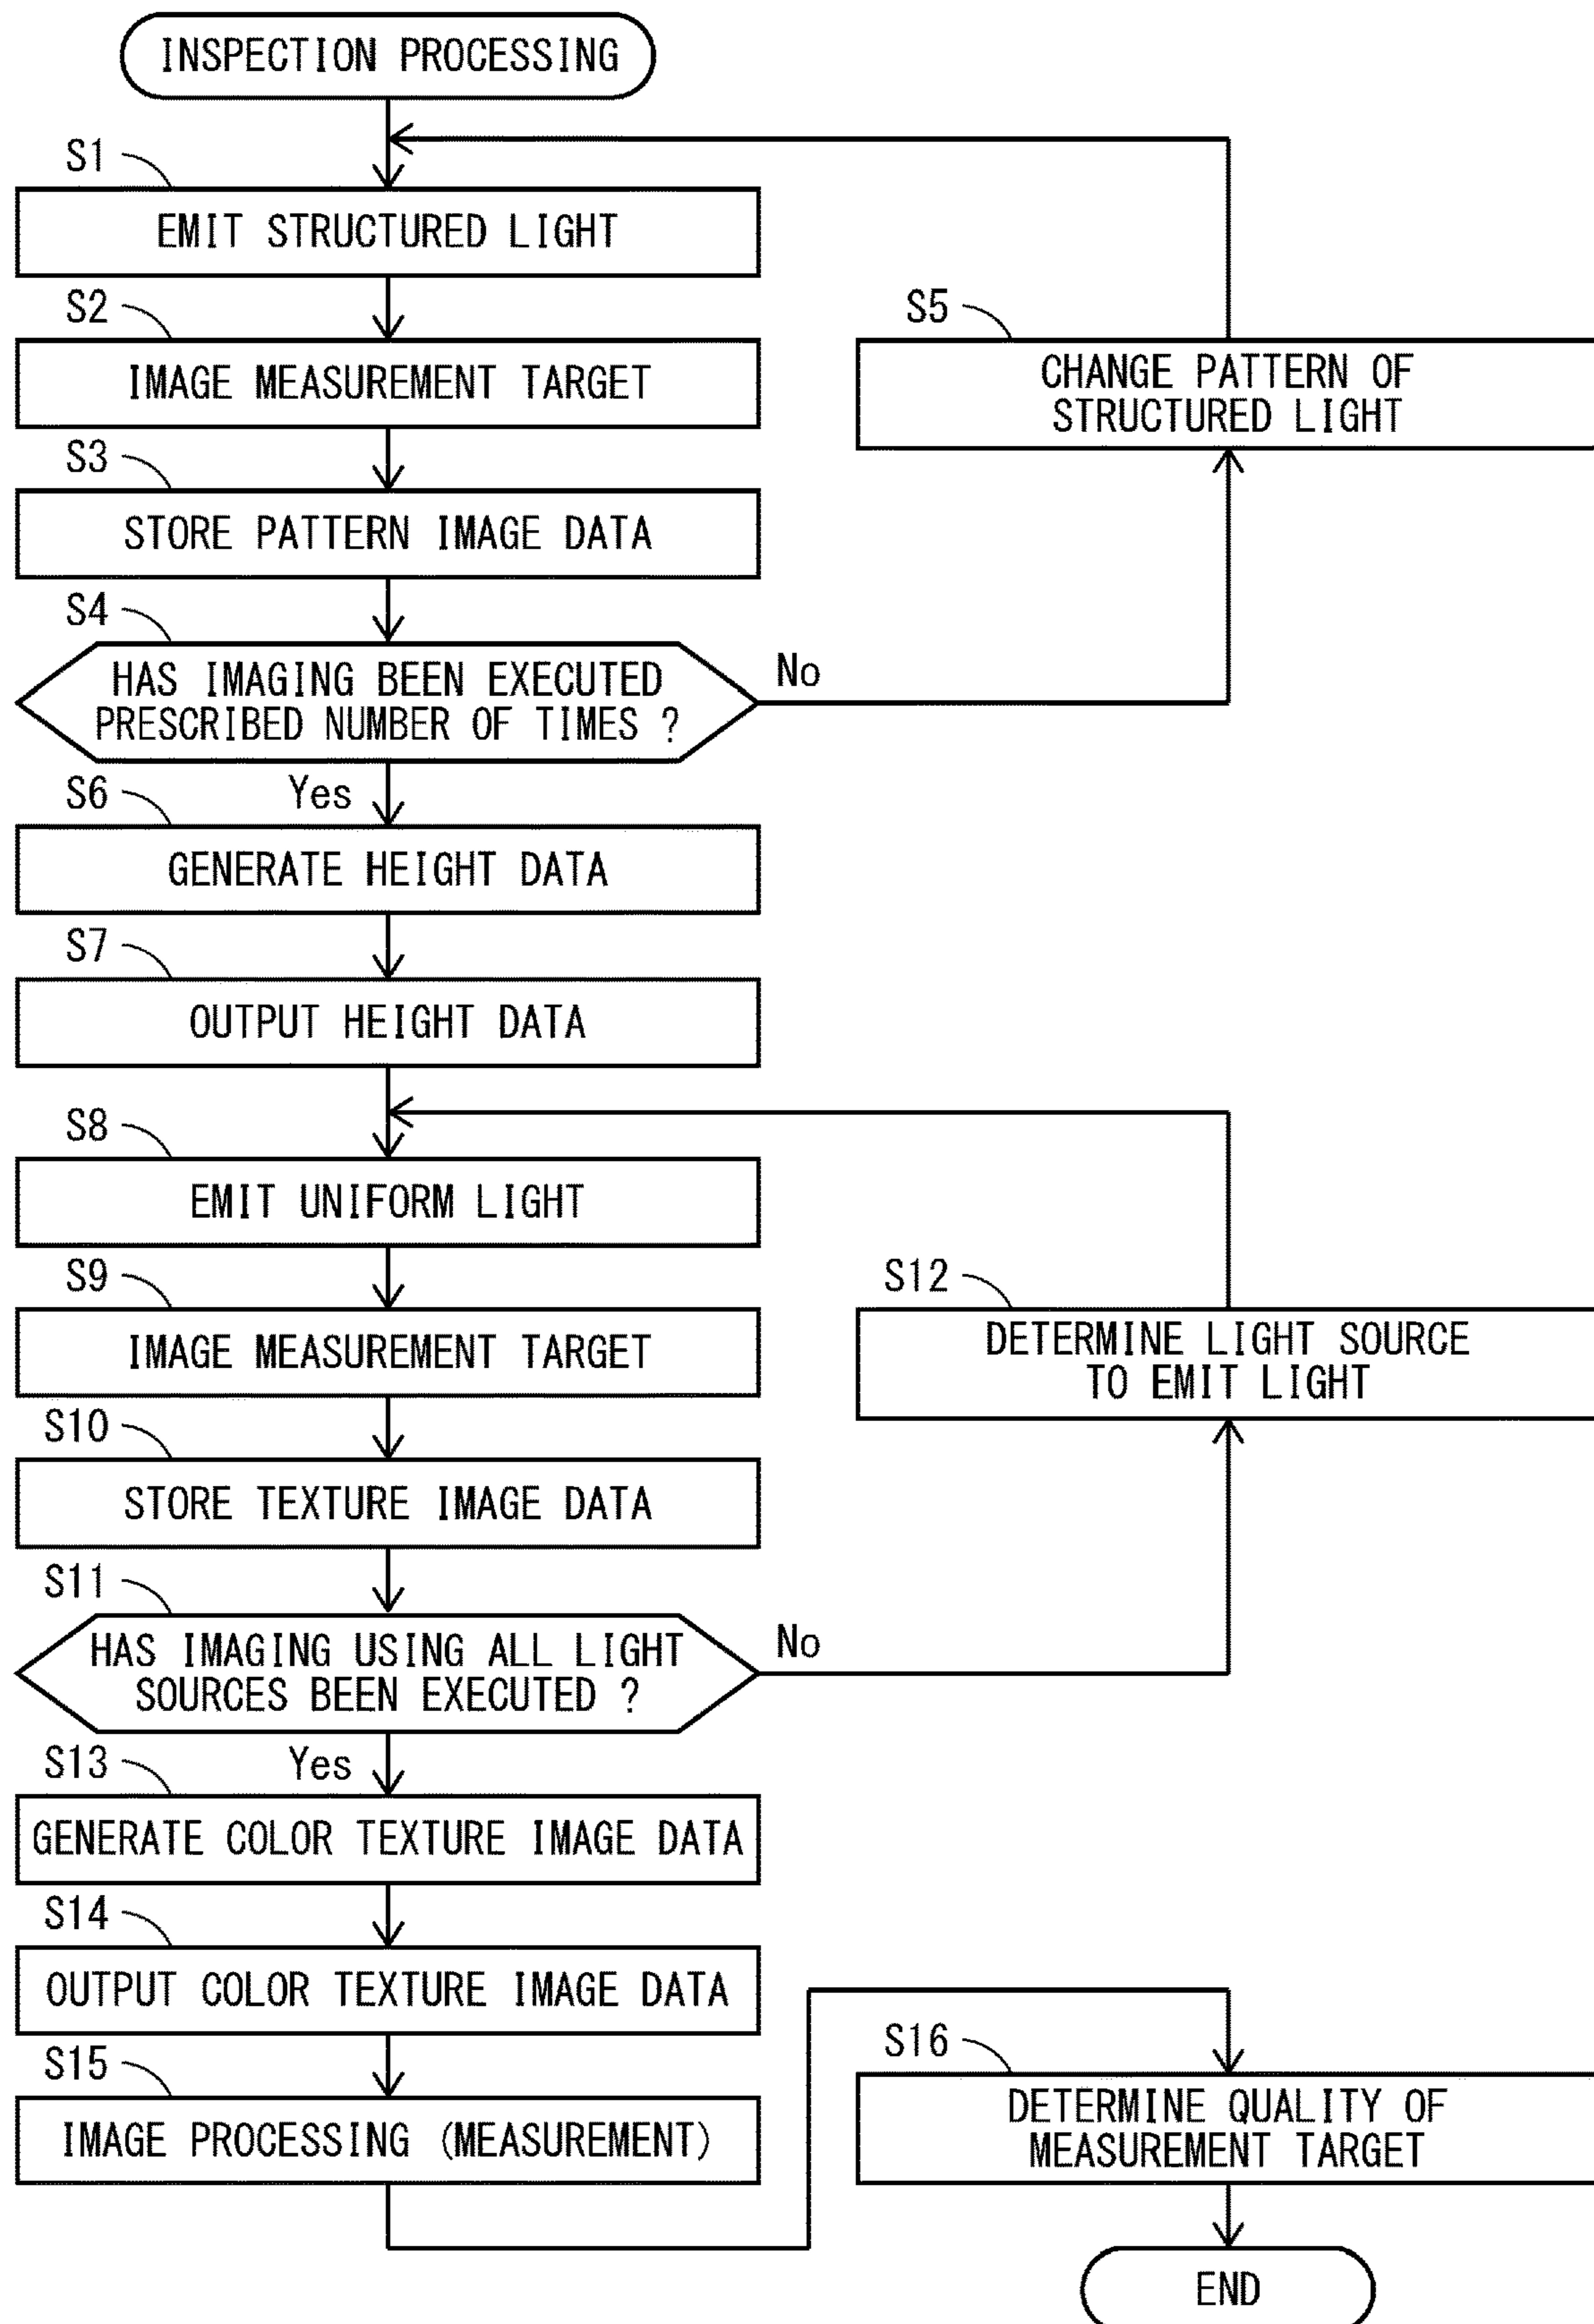 INSPECTION PROCESSING
S1
EMIT STRUCTURED LIGHT
S2
IMAGE MEASUREMENT TARGET
S3
STORE PATTERN IMAGE DATA
S4
HAS IMAGING BEEN EXECUTED
PRESCRIBED NUMBER OF TIMES ?
No
S5
CHANGE PATTERN OF
STRUCTURED LIGHT
Yes
S6
GENERATE HEIGHT DATA
S7
OUTPUT HEIGHT DATA
S8
EMIT UNIFORM LIGHT
S9
IMAGE MEASUREMENT TARGET
S10
STORE TEXTURE IMAGE DATA
S11
HAS IMAGING USING ALL LIGHT
SOURCES BEEN EXECUTED ?
No
S12
DETERMINE LIGHT SOURCE
TO EMIT LIGHT
Yes
S13
GENERATE COLOR TEXTURE IMAGE DATA
S14
OUTPUT COLOR TEXTURE IMAGE DATA
S15
IMAGE PROCESSING (MEASUREMENT)
S16
DETERMINE QUALITY OF
MEASUREMENT TARGET
END